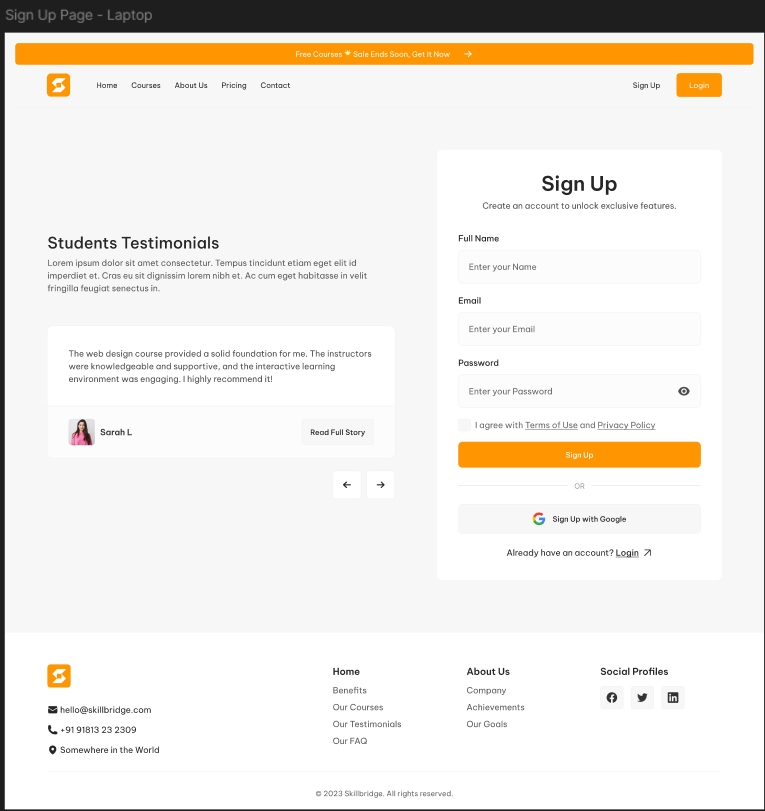 Sign Up Page - Laptop
Free Courses 🌟 Sale Ends Soon, Get It Now
Home Courses About Us Pricing Contact
Sign Up Login
Students Testimonials
Lorem ipsum dolor sit amet consectetur. Tempus tincidunt etiam eget elit id
imperdiet et. Cras eu sit dignissim lorem nibh et. Ac cum eget habitasse in velit
fringilla feugiat senectus in.
The web design course provided a solid foundation for me. The instructors
were knowledgeable and supportive, and the interactive learning
environment was engaging. I highly recommend it!
Sarah L
Read Full Story
Sign Up
Create an account to unlock exclusive features.
Full Name
Enter your Name
Email
Enter your Email
Password
Enter your Password
I agree with Terms of Use and Privacy Policy
Sign Up
OR
Sign Up with Google
Already have an account? Login
hello@skillbridge.com
+91 91813 23 2309
Somewhere in the World
Home
Benefits
Our Courses
Our Testimonials
Our FAQ
About Us
Company
Achievements
Our Goals
Social Profiles
© 2023 Skillbridge. All rights reserved.